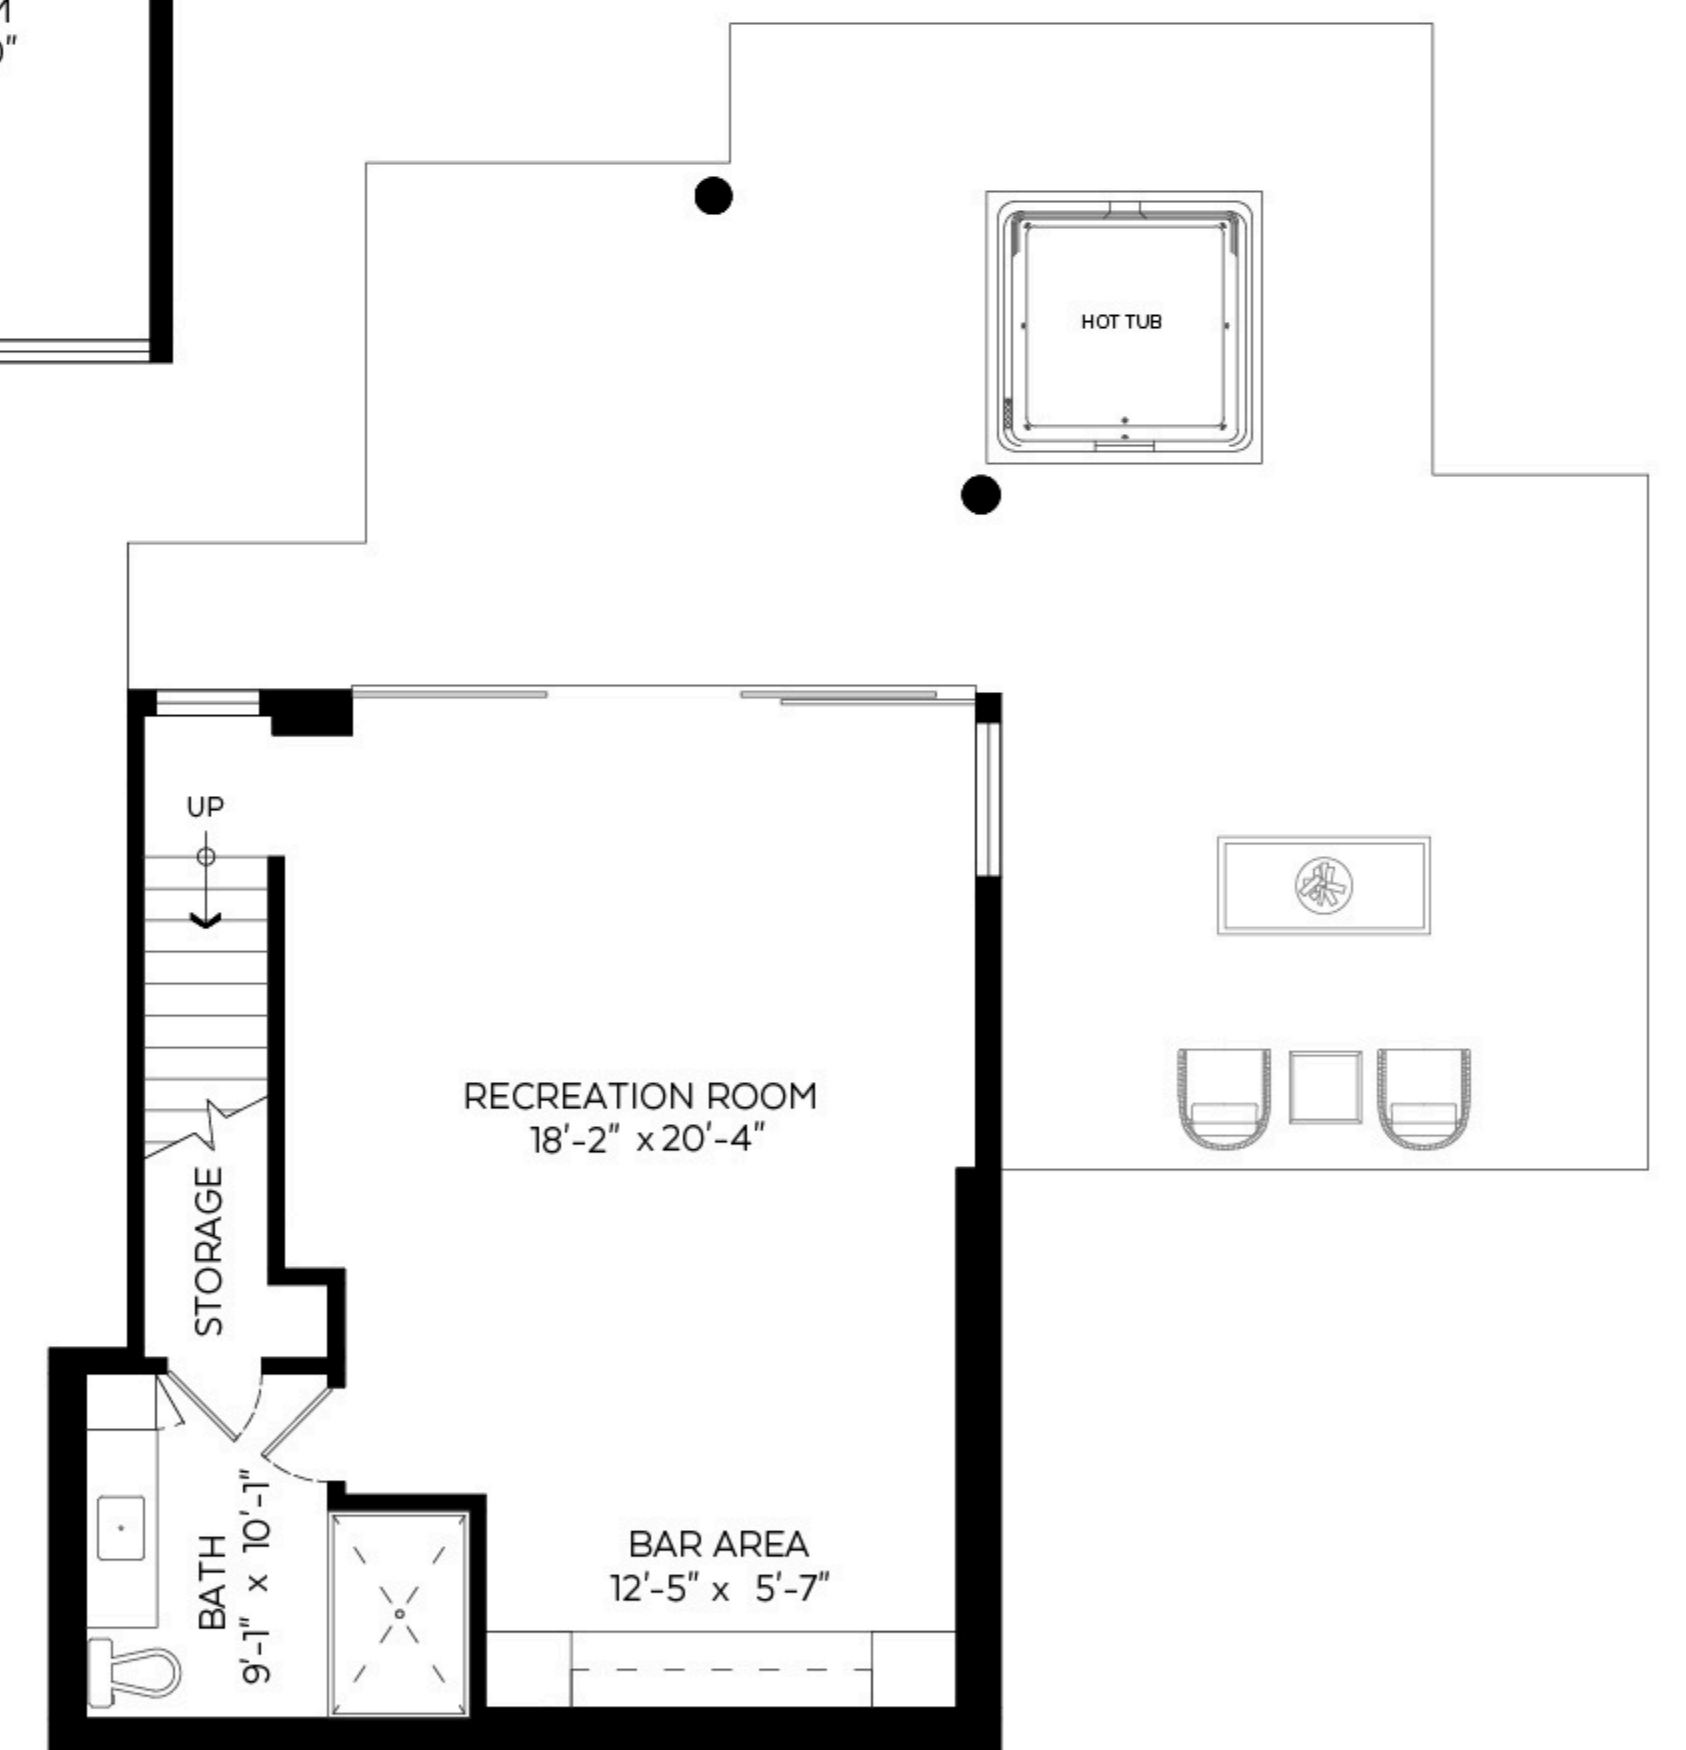 HOT TUB
UP
RECREATION ROOM
18'-2" x 20'-4"
STORAGE
BATH
9'-1" x 10'-1"
BAR AREA
12'-5" x 5'-7"